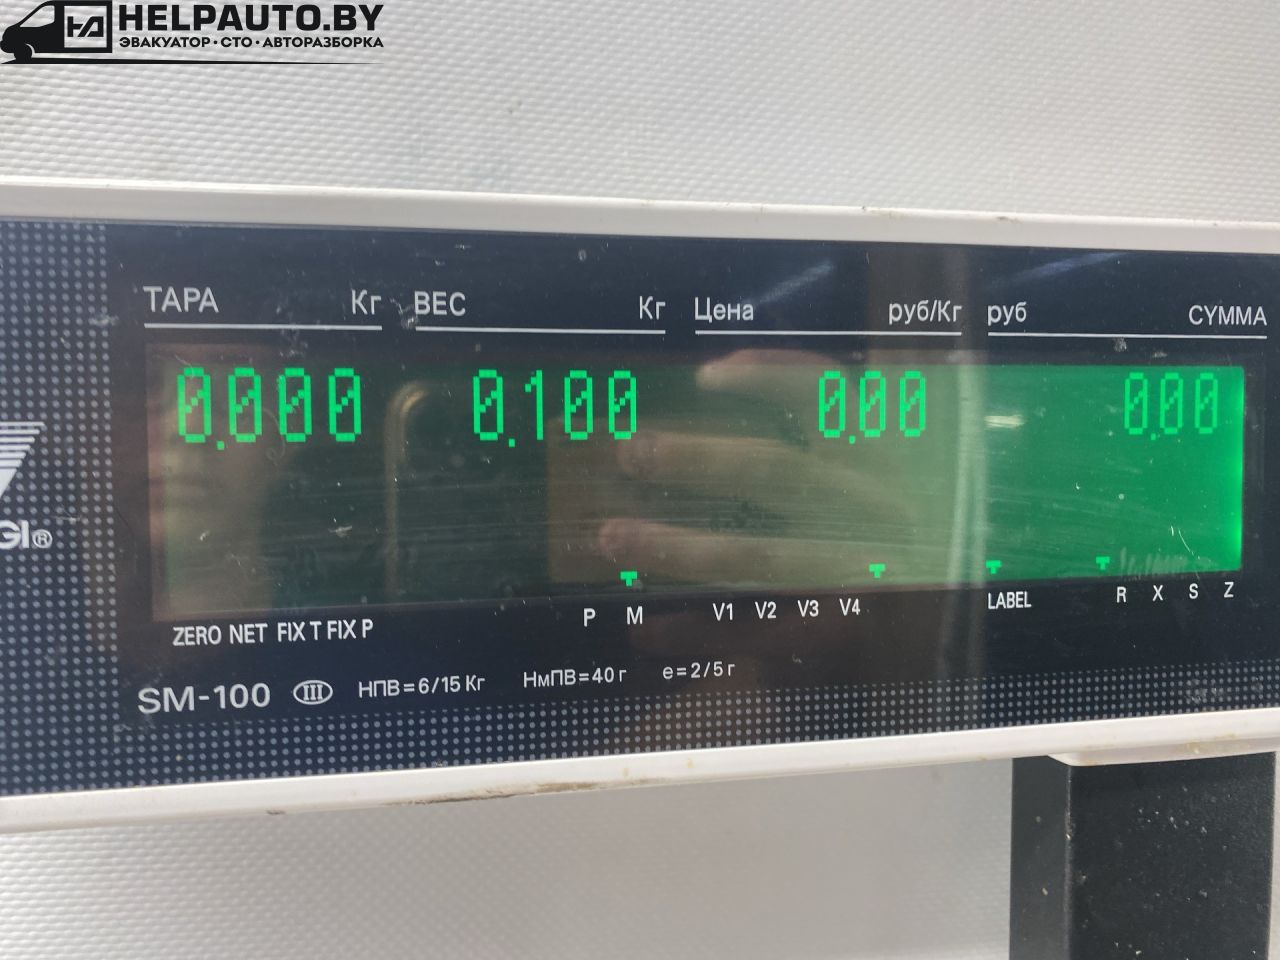 HELPAUTO.BY
ЭВАКУАТОР·СТО·АВТОРАЗБОРКА
ТАРА Кг ВЕС Кг Цена руб/Кг руб СУММА
0.000 0.100 0.00 0.00
P M V1 V2 V3 V4 LABEL R X S Z
ZERO NET FIX T FIX P
GI®
SM-100 III НПВ=6/15 Кг НмПВ=40 г е=2/5 г